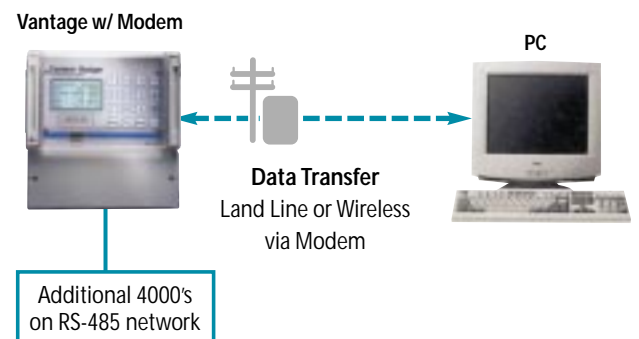 Vantage w/ Modem
PC
Data Transfer
Land Line or Wireless
via Modem
Additional 4000's
on RS-485 network